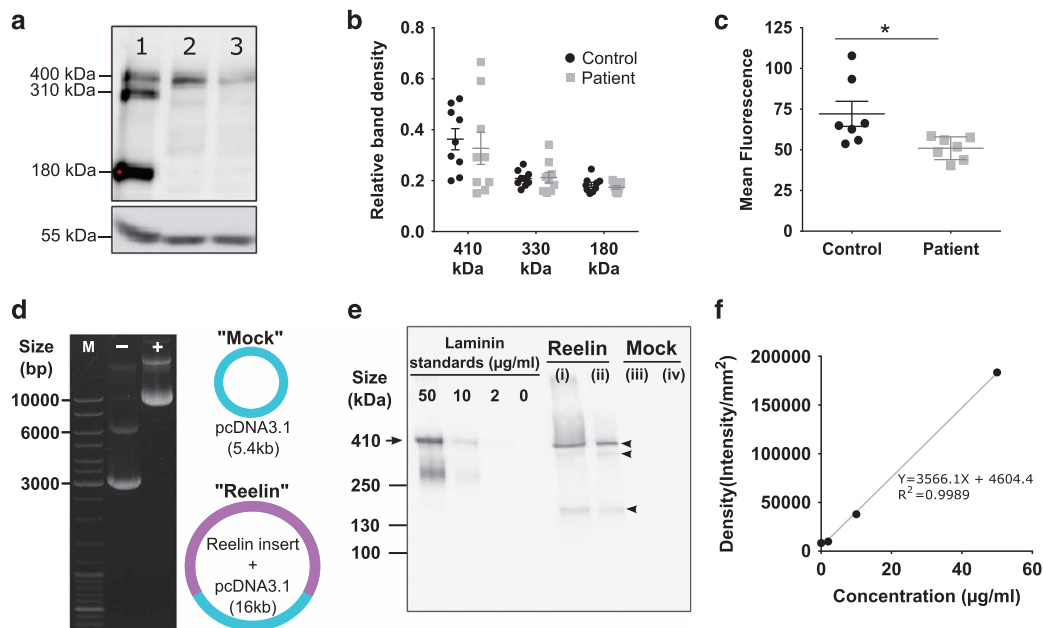 a
1 2 3
400 kDa
310 kDa
180 kDa
55 kDa
b
Relative band density
0.8
0.6
0.4
0.2
0.0
Control
Patient
410 kDa
330 kDa
180 kDa
c
Mean Fluorescence
125
100
75
50
25
0
*
Control
Patient
d
Size
(bp)
M − +
10000
6000
3000
"Mock"
pcDNA3.1
(5.4kb)
"Reelin"
Reelin insert
+
pcDNA3.1
(16kb)
e
Laminin
standards (µg/ml)
Reelin Mock
(i) (ii) (iii) (iv)
Size
(kDa)
50 10 2 0
410
250
130
100
f
Density(Intensity/mm²)
200000
150000
100000
50000
0
Y=3566.1X + 4604.4
R²=0.9989
0 20 40 60
Concentration (µg/ml)